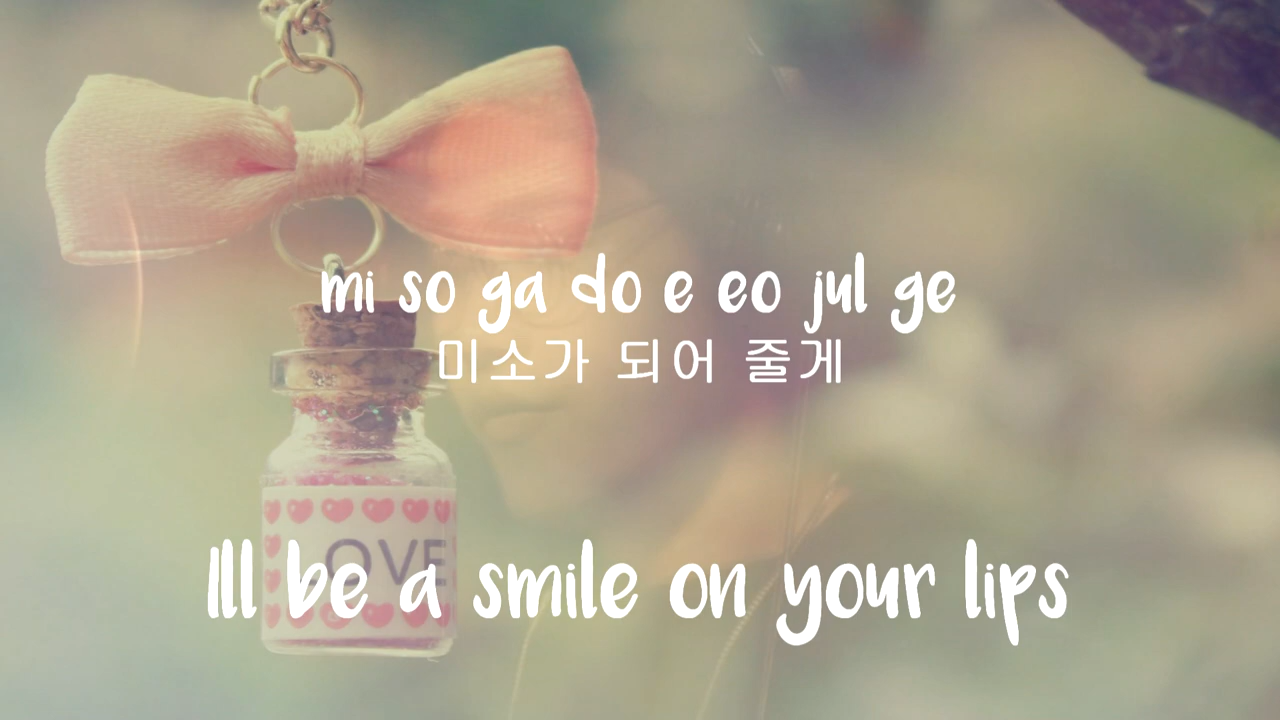 mi so ga do e eo jul ge
미소가 되어 줄게
LOVE
Ill be a smile on your lips